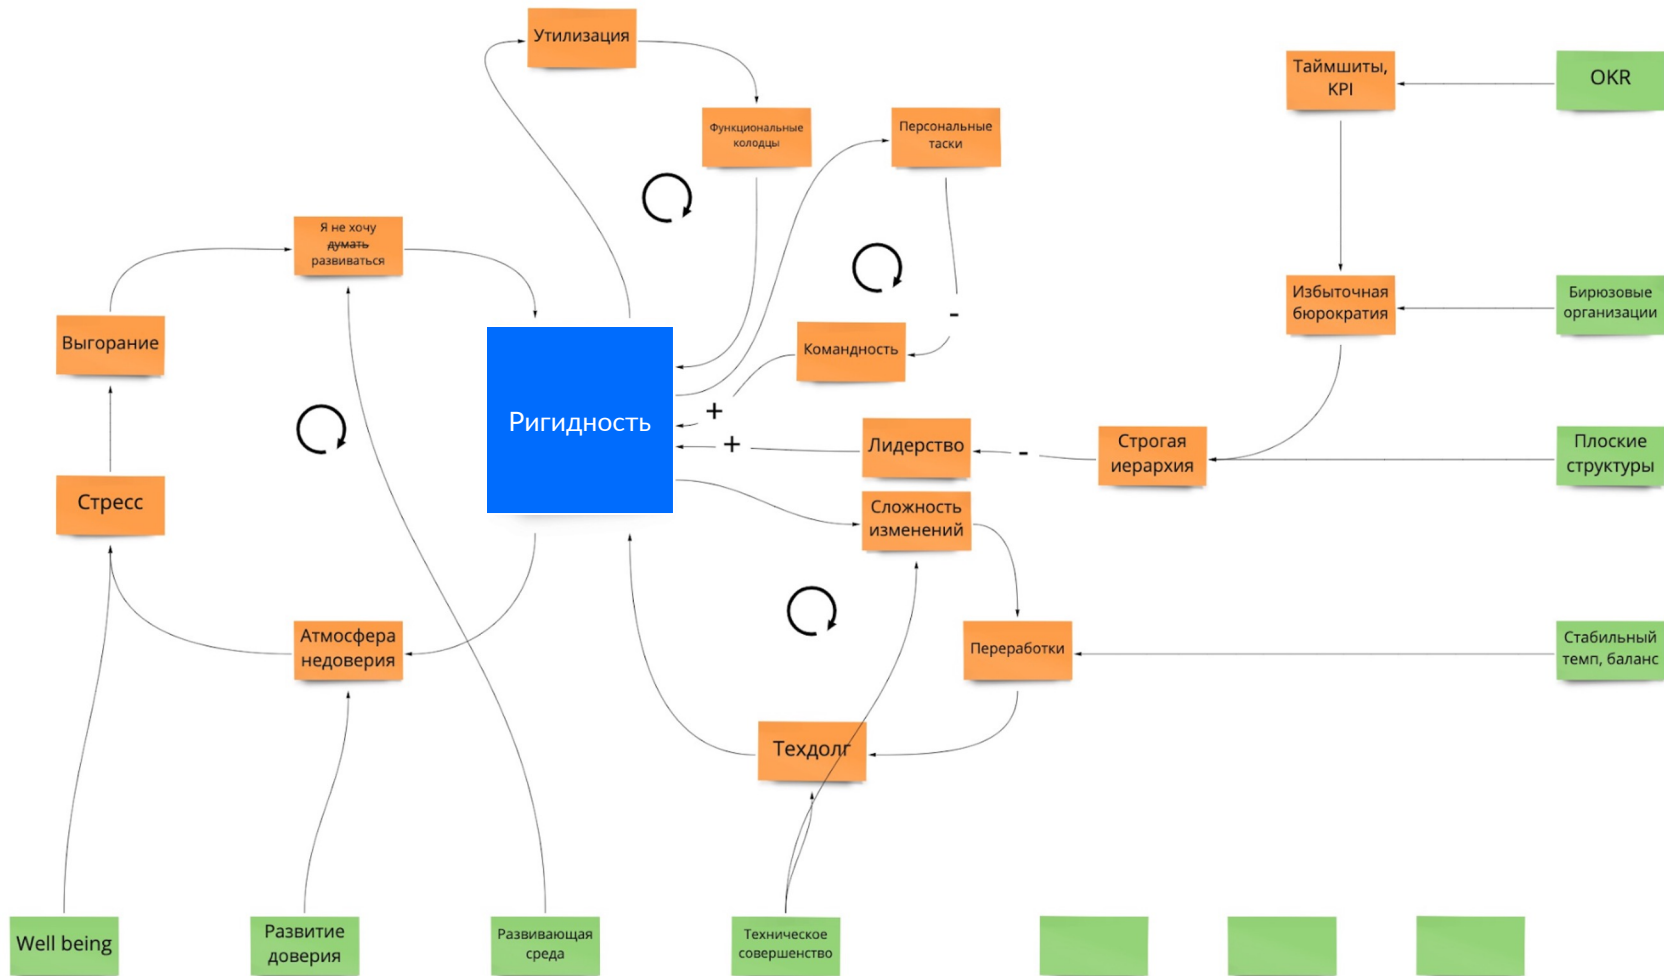 Утилизация
Таймшиты,
KPI
OKR
Функциональные
колодцы
Персональные
таски
Я не хочу
думать
развиваться
Избыточная
бюрократия
Бирюзовые
организации
-
Выгорание
Командность
+
Ригидность
+
Лидерство
-
Строгая
иерархия
Плоские
структуры
Стресс
Сложность
изменений
Атмосфера
недоверия
Переработки
Стабильный
темп, баланс
Техдолг
Well being
Развитие
доверия
Развивающая
среда
Техническое
совершенство